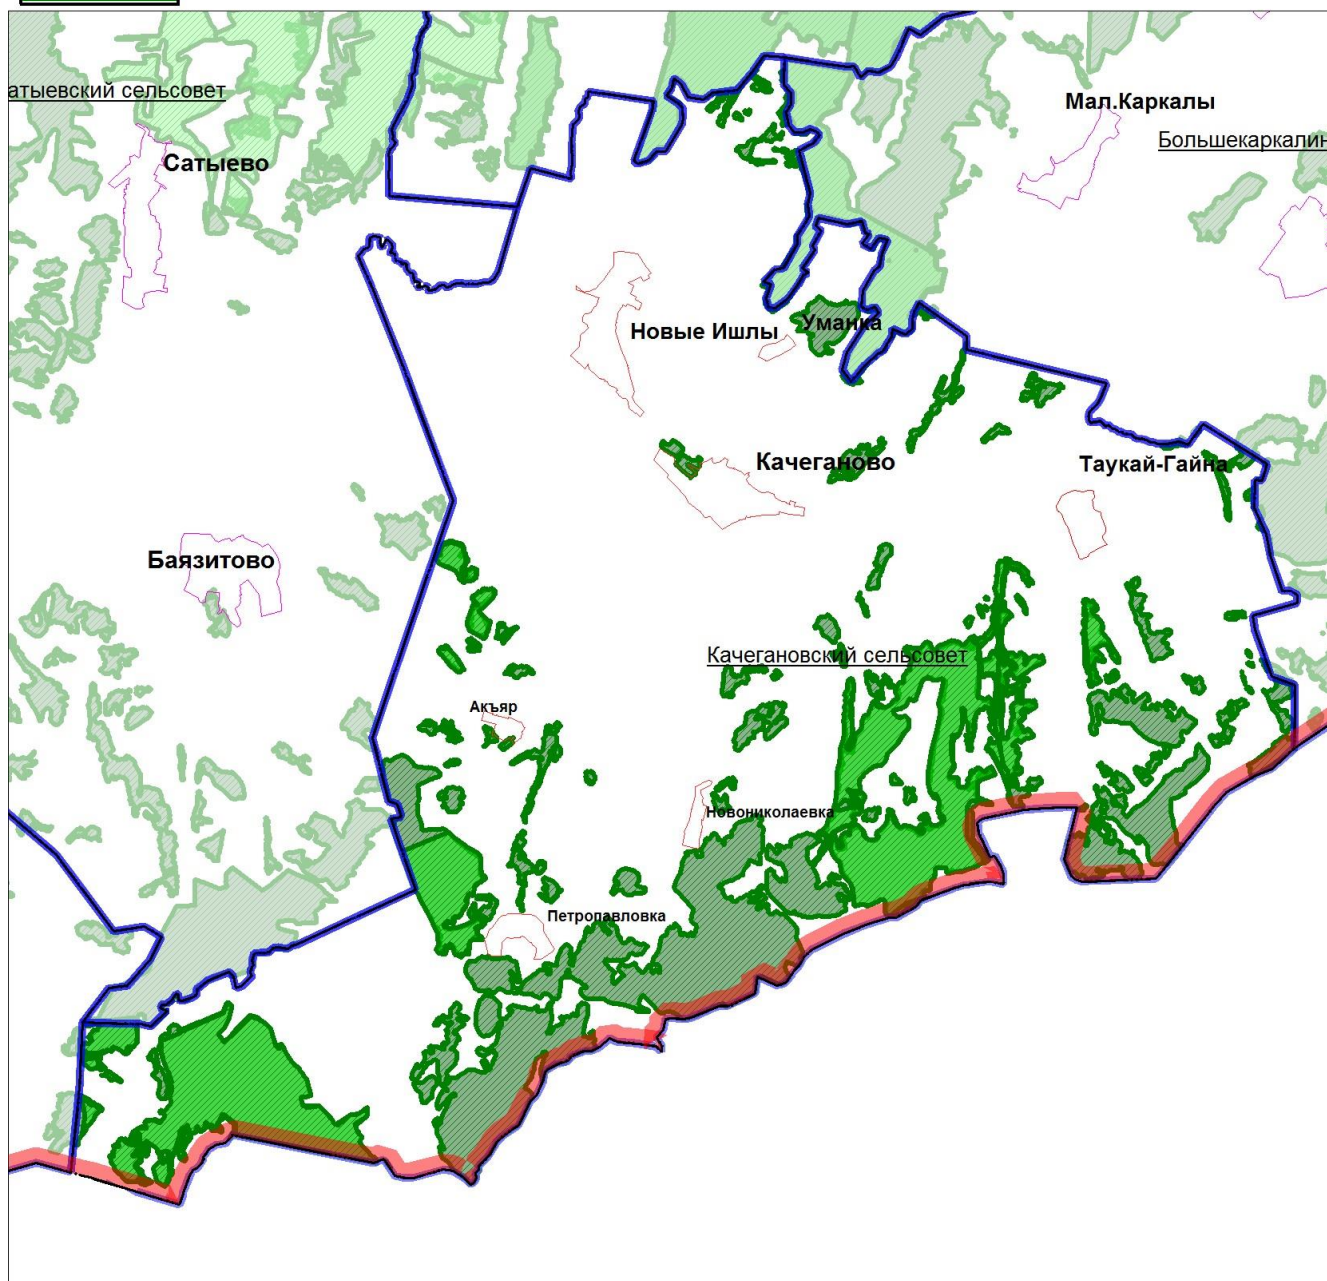 атыевский сельсовет
Мал.Каркалы
Большекаркалин
Сатыево
Новые Ишлы
Уманка
Качеганово
Таукай-Гайна
Баязитово
Качегановский сельсовет
Акъяр
Новониколаевка
Петропавловка